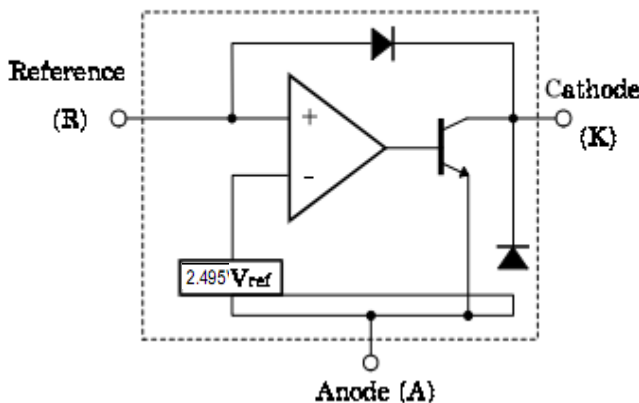 Reference
(R)
Cathode
(K)
+
-
2.495' Vref
Anode (A)